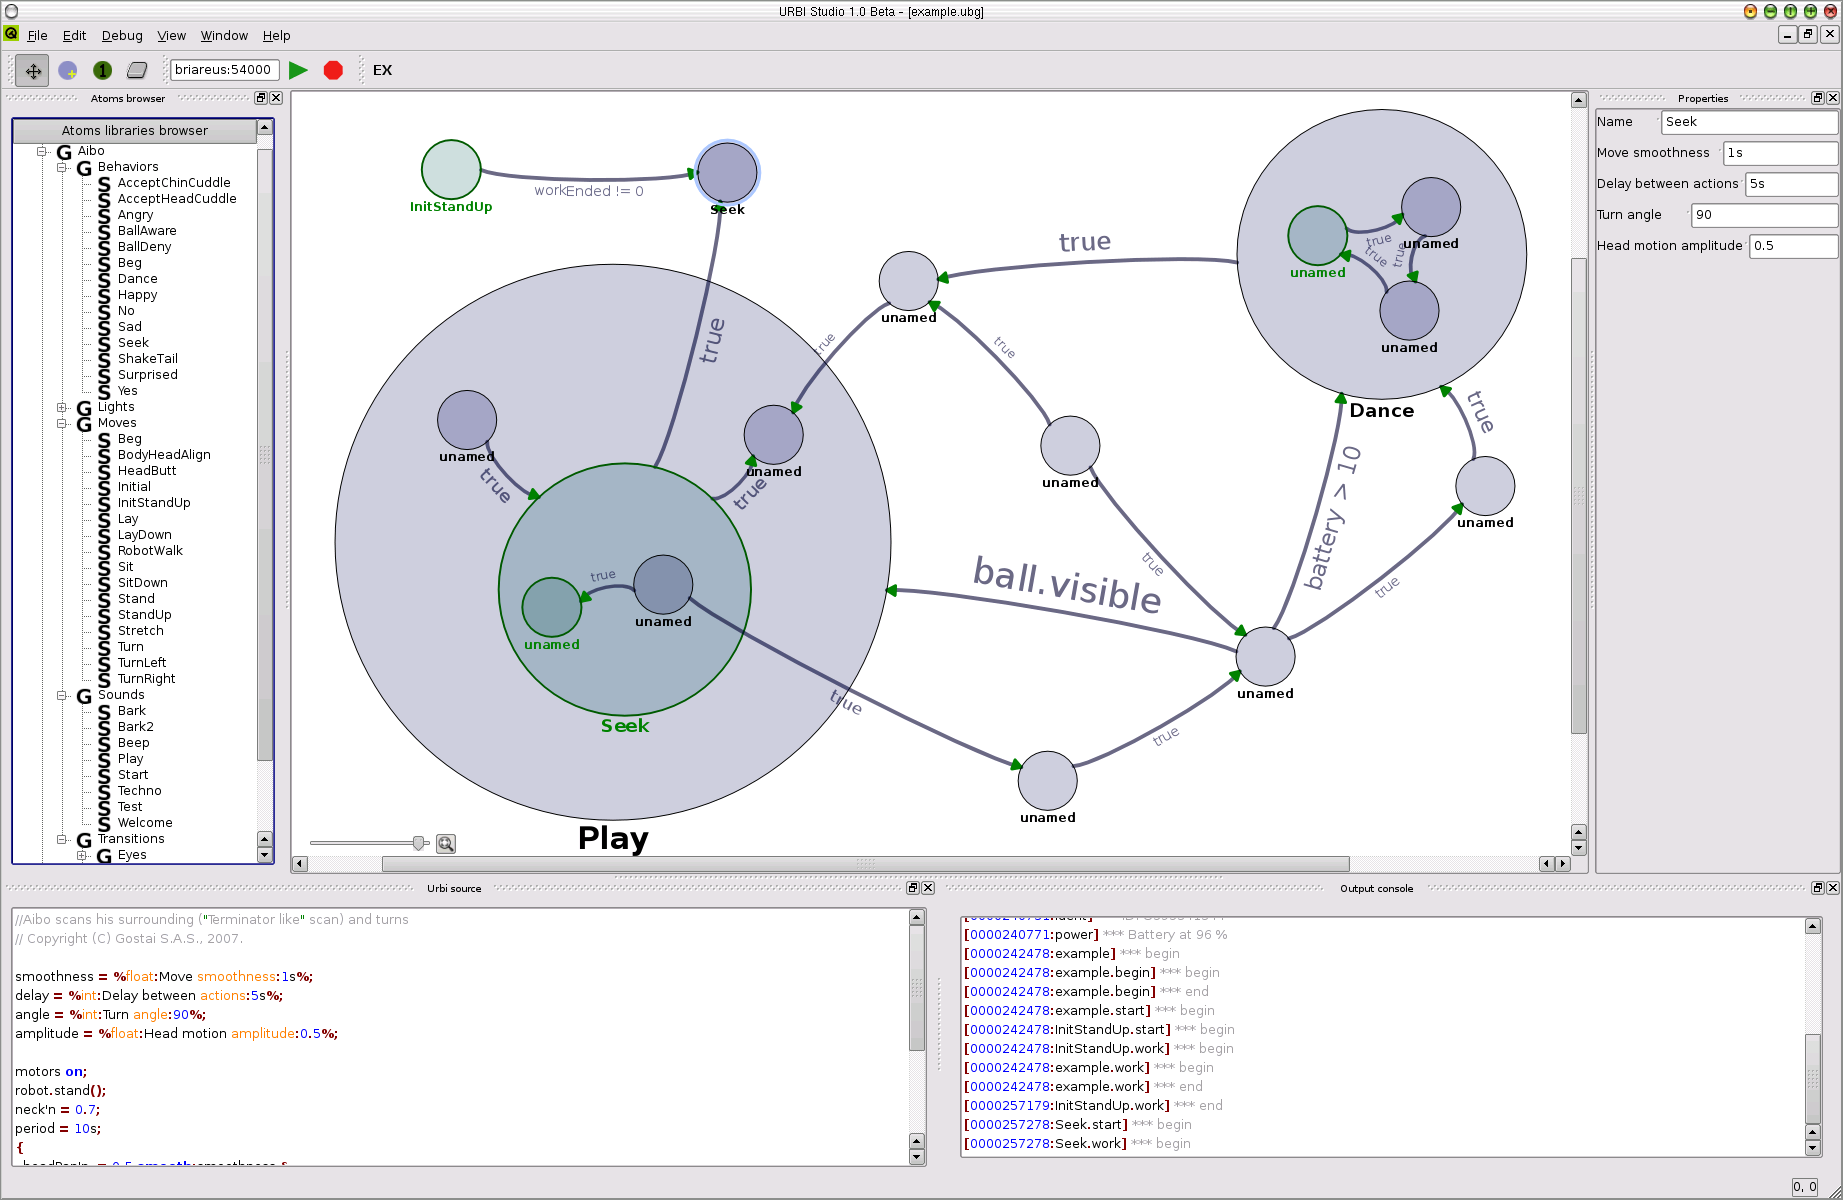 URBI Studio 1.0 Beta - [example.ubg]
File Edit Debug View Window Help
1 briareus:54000 EX
Atoms browser
Atoms libraries browser
G Aibo
G Behaviors
S AcceptChinCuddle
S AcceptHeadCuddle
S Angry
S BallAware
S BallDeny
S Beg
S Dance
S Happy
S No
S Sad
S Seek
S ShakeTail
S Surprised
S Yes
G Lights
G Moves
S Beg
S BodyHeadAlign
S HeadButt
S Initial
S InitStandUp
S Lay
S LayDown
S RobotWalk
S Sit
S SitDown
S Stand
S StandUp
S Stretch
S Turn
S TurnLeft
S TurnRight
G Sounds
S Bark
S Bark2
S Beep
S Play
S Start
S Techno
S Test
S Welcome
G Transitions
G Eyes
InitStandUp
workEnded != 0
Seek
true
unamed
true
unamed
true
unamed
true
unamed
true
unamed
true
Seek
Play
true
true
unamed
true
true
unamed
true
unamed
true
unamed
true
unamed
true
Dance
battery > 10
true
unamed
true
ball.visible
unamed
true
unamed
Properties
Name Seek
Move smoothness 1s
Delay between actions 5s
Turn angle 90
Head motion amplitude 0.5
Urbi source
//Aibo scans his surrounding ("Terminator like" scan) and turns
// Copyright (C) Gostai S.A.S., 2007.
smoothness = %float:Move smoothness:1s%;
delay = %int:Delay between actions:5s%;
angle = %int:Turn angle:90%;
amplitude = %float:Head motion amplitude:0.5%;
motors on;
robot.stand();
neck'n = 0.7;
period = 10s;
{
Output console
[0000240771:power] *** Battery at 96 %
[0000242478:example] *** begin
[0000242478:example.begin] *** begin
[0000242478:example.begin] *** end
[0000242478:example.start] *** begin
[0000242478:InitStandUp.start] *** begin
[0000242478:InitStandUp.work] *** begin
[0000242478:example.work] *** begin
[0000242478:example.work] *** end
[0000257179:InitStandUp.work] *** end
[0000257278:Seek.start] *** begin
[0000257278:Seek.work] *** begin
0, 0